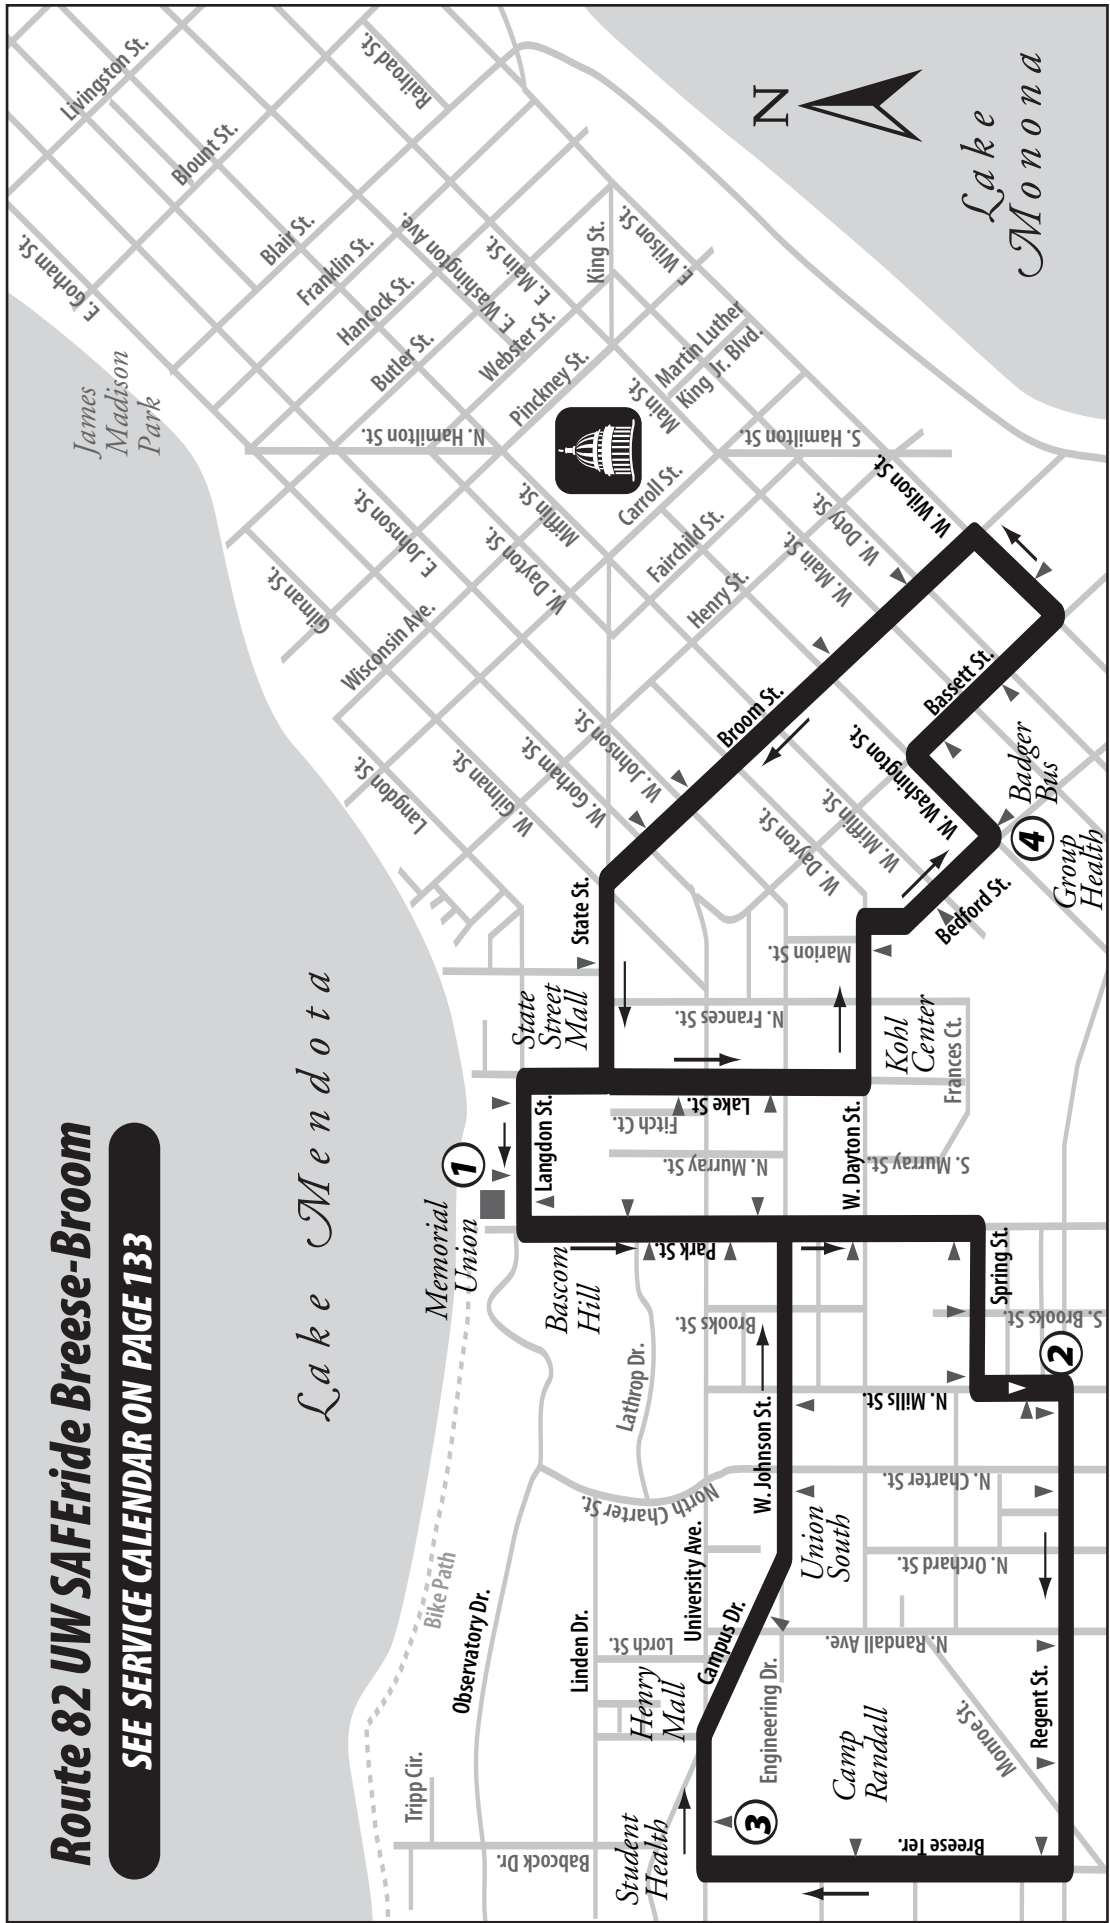 Route 82 UW SAFEride Breese-Broom
SEE SERVICE CALENDAR ON PAGE 133
Lake Mendota
James
Madison
Park
N
Lake
Monona
E. Gorham St.
Livingston St.
Railroad St.
Blount St.
Blair St.
Franklin St.
Hancock St.
Butler St.
E. Washington Ave.
E. Washington St.
E. Main St.
Webster St.
Pinckney St.
King St.
E. Wilson St.
Martin Luther
King Jr. Blvd.
Main St.
N. Hamilton St.
S. Hamilton St.
Carroll St.
Mifflin St.
Fairchild St.
Henry St.
W. Dayton St.
E. Johnson St.
Gilman St.
Wisconsin Ave.
Langdon St.
W. Gilman St.
W. Gorham St.
W. Johnson St.
W. Main St.
W. Doty St.
W. Wilson St.
Broom St.
Bassett St.
W. Washington St.
W. Mifflin St.
W. Dayton St.
Bedford St.
4
Badger
Bus
Group
Health
State St.
State
Street
Mall
N. Frances St.
Marion St.
Kohl
Center
Frances Ct.
Lake St.
Fitch Ct.
Langdon St.
1
Memorial
Union
N. Murray St.
W. Dayton St.
S. Murray St.
Park St.
Bascom
Hill
Spring St.
Brooks St.
S. Brooks St.
2
Lathrop Dr.
N. Mills St.
W. Johnson St.
North Charter St.
N. Charter St.
Union
South
N. Orchard St.
Bike Path
Observatory Dr.
Linden Dr.
University Ave.
Campus Dr.
Lorch St.
N. Randall Ave.
Henry
Mall
Engineering Dr.
Camp
Randall
Monroe St.
Regent St.
Tripp Cir.
Babcock Dr.
Student
Health
3
Breese Ter.